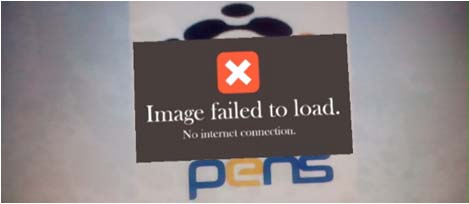 Image failed to load.
No internet connection.
pens